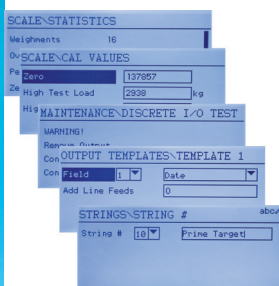 SCALE\STATISTICS
Weighments 16
SCALE\CAL VALUES
Zero 137857
High Test Load 2938 kg
MAINTENANCE\DISCRETE I/O TEST
WARNING!
Remove Output
OUTPUT TEMPLATES\TEMPLATE 1
Field 1 Date
Add Line Feeds 0
STRINGS\STRING # abc
String # 10 Prime Target